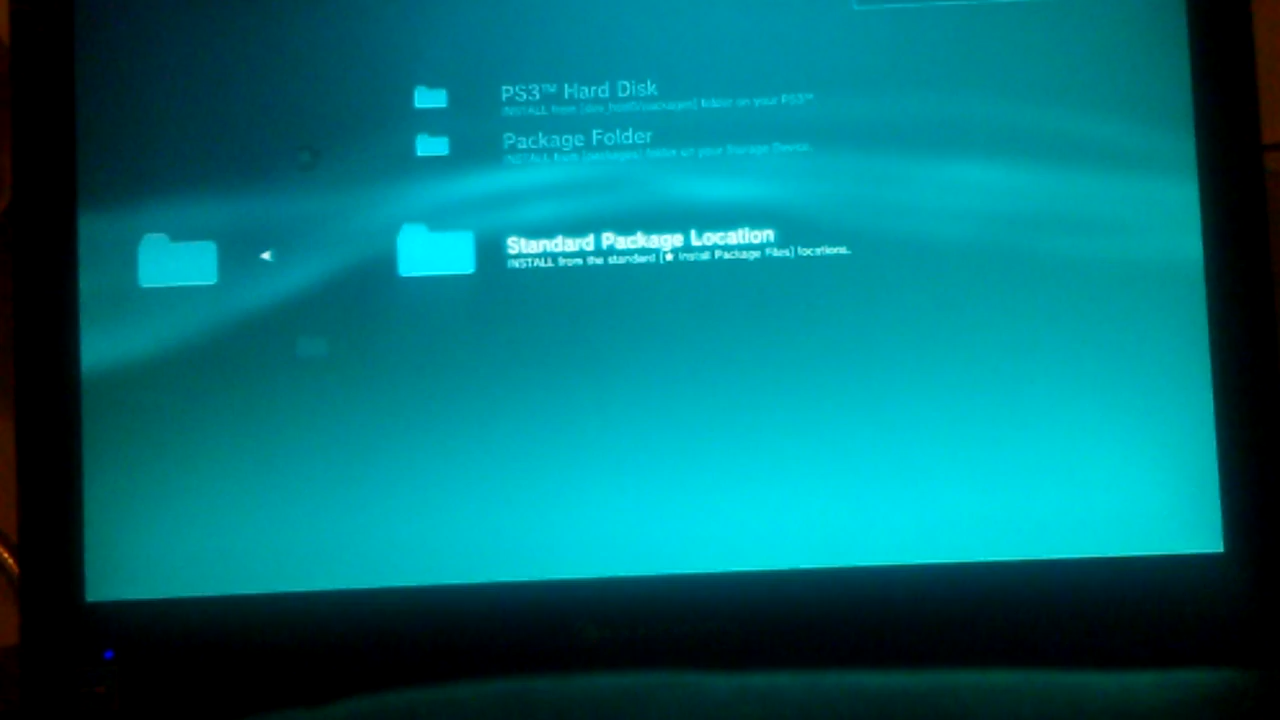 PS3™ Hard Disk
INSTALL from [dev_hdd0/packages] folder on your PS3™
Package Folder
INSTALL from [packages] folder on your Storage Device.
Standard Package Location
INSTALL from the standard [★ Install Package Files] locations.